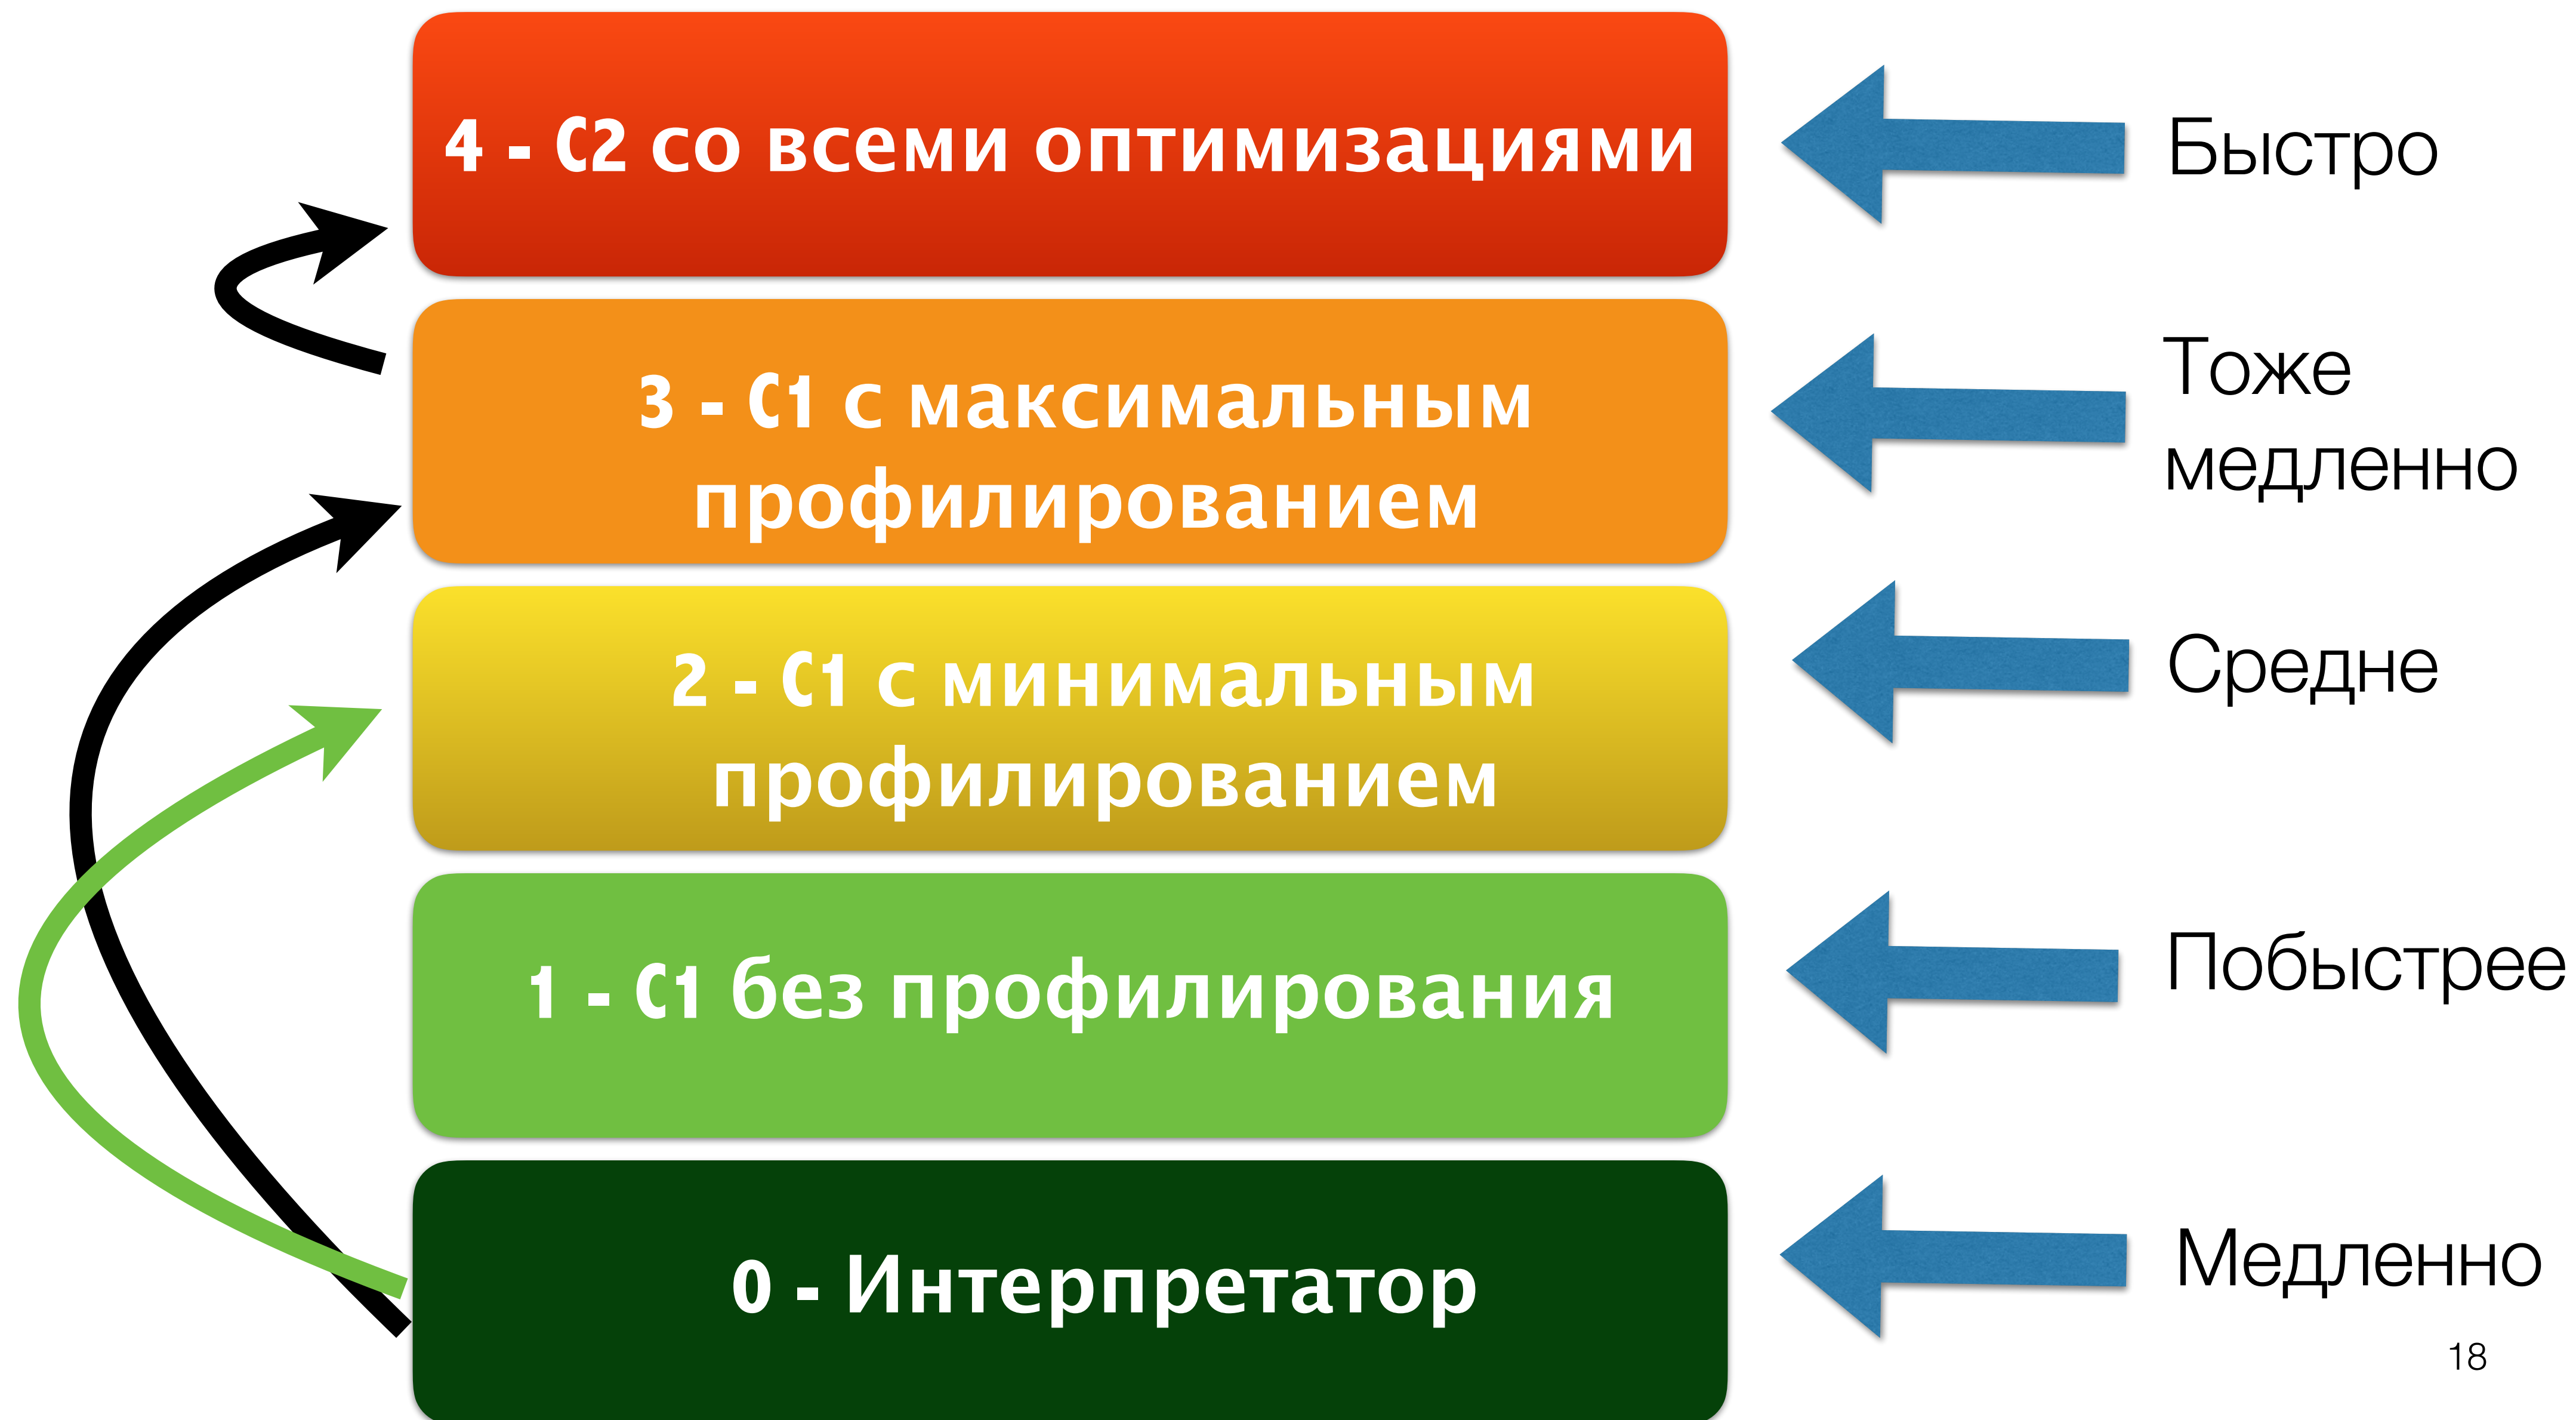 4 - C2 со всеми оптимизациями
Быстро
3 - C1 с максимальным
профилированием
Тоже
медленно
2 - C1 с минимальным
профилированием
Средне
1 - C1 без профилирования
Побыстрее
0 - Интерпретатор
Медленно
18